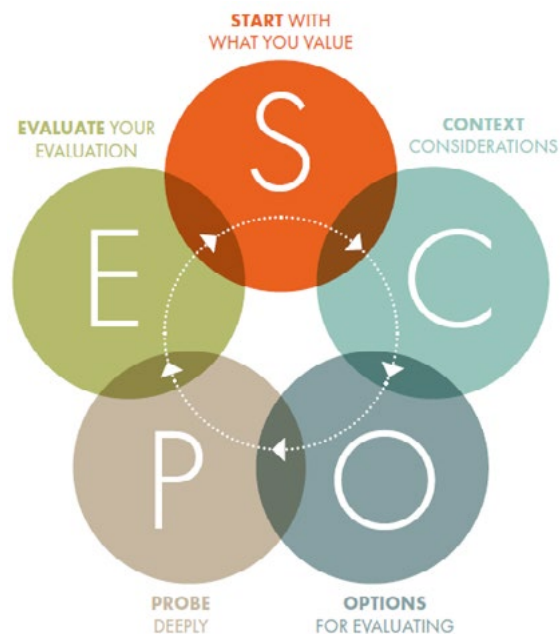 START WITH
WHAT YOU VALUE
S
CONTEXT
CONSIDERATIONS
C
O
OPTIONS
FOR EVALUATING
P
PROBE
DEEPLY
E
EVALUATE YOUR
EVALUATION